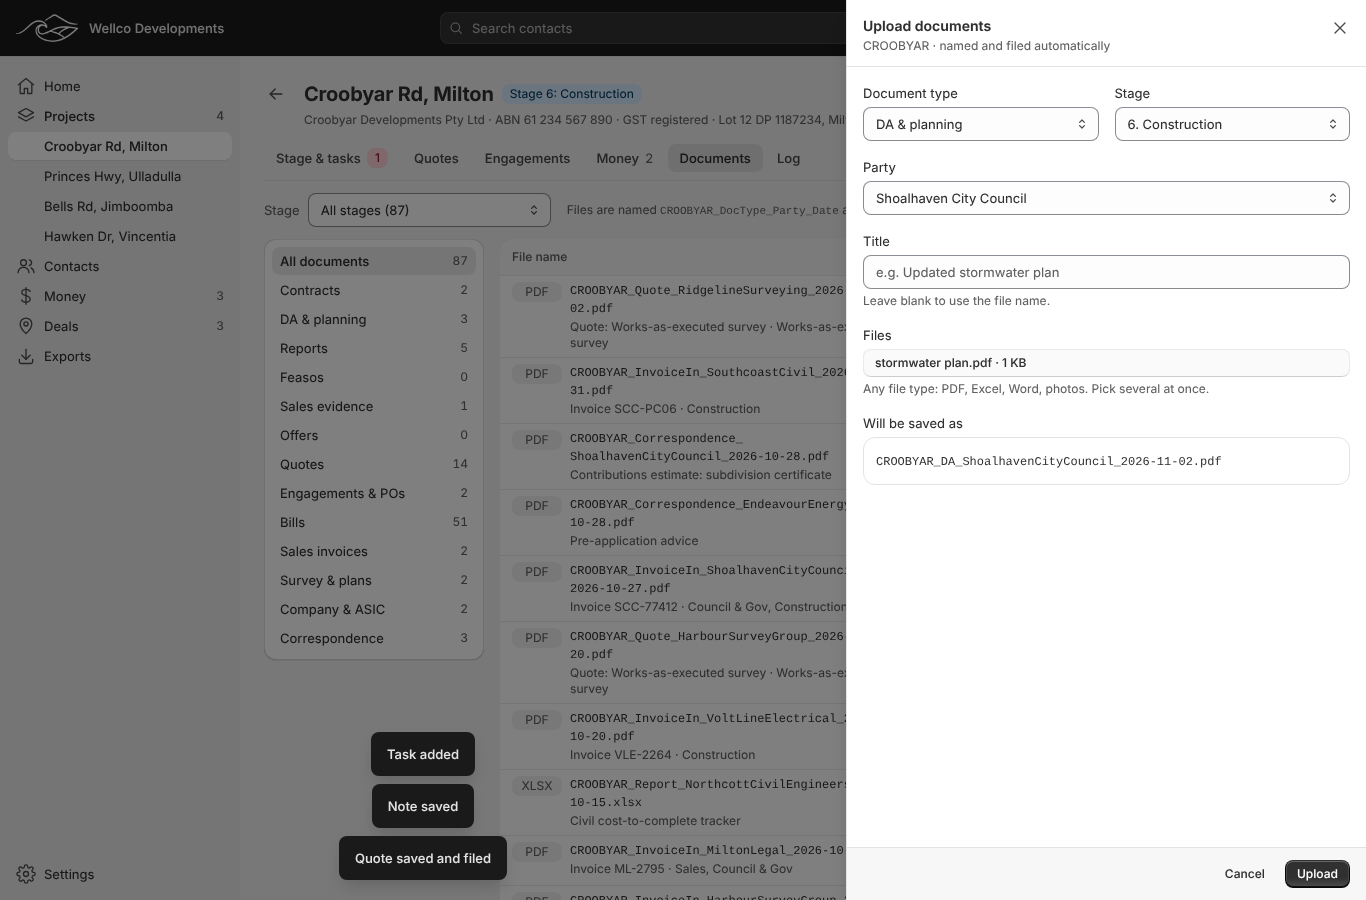 Wellco Developments
Search contacts
Home
Projects 4
Croobyar Rd, Milton
Princes Hwy, Ulladulla
Bells Rd, Jimboomba
Hawken Dr, Vincentia
Contacts
Money 3
Deals 3
Exports
Settings
Croobyar Rd, Milton Stage 6: Construction
Croobyar Developments Pty Ltd · ABN 61 234 567 890 · GST registered · Lot 12 DP 1187234,
Stage & tasks 1 Quotes Engagements Money 2 Documents Log
Stage All stages (87) Files are named CROOBYAR_DocType_Party_Date
All documents 87
Contracts 2
DA & planning 3
Reports 5
Feasos 0
Sales evidence 1
Offers 0
Quotes 14
Engagements & POs 2
Bills 51
Sales invoices 2
Survey & plans 2
Company & ASIC 2
Correspondence 3
File name
PDF CROOBYAR_Quote_RidgelineSurveying_2026-
02.pdf
Quote: Works-as-executed survey · Works-as-
survey
PDF CROOBYAR_InvoiceIn_SouthcoastCivil_202
31.pdf
Invoice SCC-PC06 · Construction
PDF CROOBYAR_Correspondence_
ShoalhavenCityCouncil_2026-10-28.pdf
Contributions estimate: subdivision certificate
PDF CROOBYAR_Correspondence_EndeavourEnergy
10-28.pdf
Pre-application advice
PDF CROOBYAR_InvoiceIn_ShoalhavenCityCounci
2026-10-27.pdf
Invoice SCC-77412 · Council & Gov, Construction
PDF CROOBYAR_Quote_HarbourSurveyGroup_2026-
20.pdf
Quote: Works-as-executed survey · Works-as-
survey
PDF CROOBYAR_InvoiceIn_VoltLineElectrical_
10-20.pdf
Invoice VLE-2264 · Construction
XLSX CROOBYAR_Report_NorthcottCivilEngineers
10-15.xlsx
Civil cost-to-complete tracker
PDF CROOBYAR_InvoiceIn_MiltonLegal_2026-10-
Invoice ML-2795 · Sales, Council & Gov
Task added
Note saved
Quote saved and filed
Upload documents
CROOBYAR · named and filed automatically
Document type Stage
DA & planning 6. Construction
Party
Shoalhaven City Council
Title
e.g. Updated stormwater plan
Leave blank to use the file name.
Files
stormwater plan.pdf · 1 KB
Any file type: PDF, Excel, Word, photos. Pick several at once.
Will be saved as
CROOBYAR_DA_ShoalhavenCityCouncil_2026-11-02.pdf
Cancel Upload